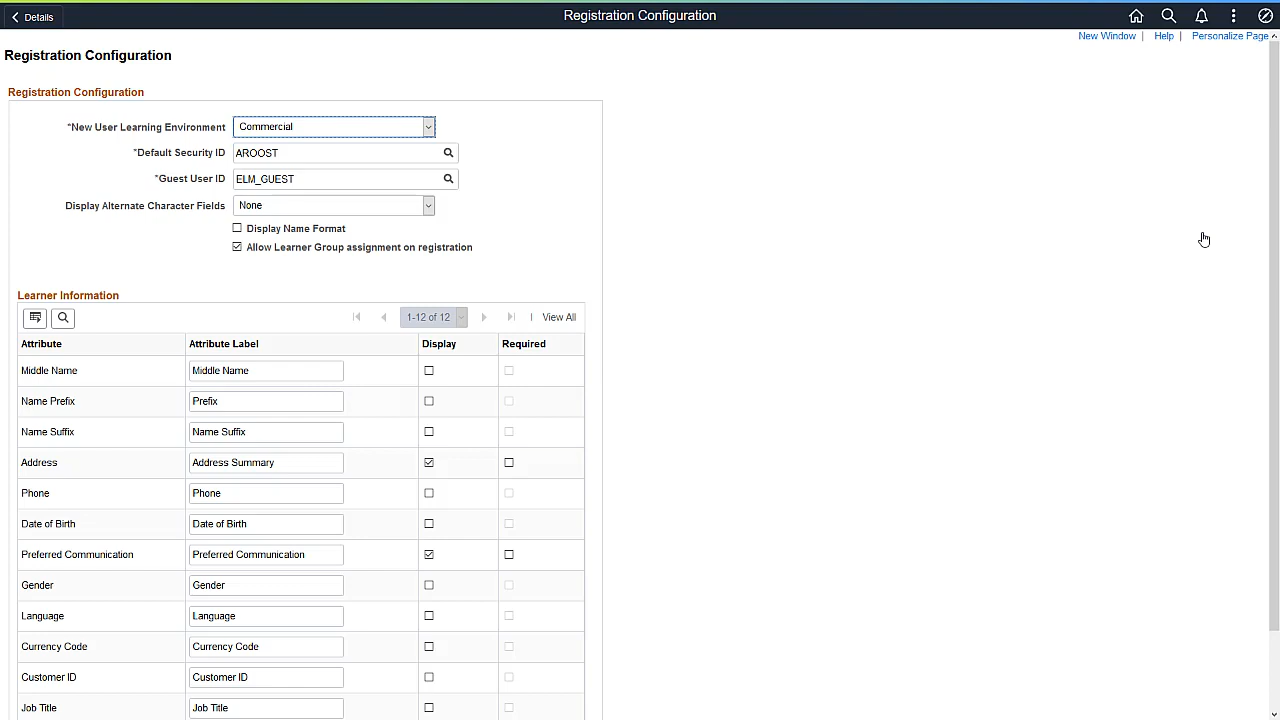 Details
Registration Configuration
New Window | Help | Personalize Page
Registration Configuration
Registration Configuration
*New User Learning Environment Commercial
*Default Security ID AROOST
*Guest User ID ELM_GUEST
Display Alternate Character Fields None
Display Name Format
Allow Learner Group assignment on registration
Learner Information
1-12 of 12 | View All
Attribute Attribute Label Display Required
Middle Name Middle Name
Name Prefix Prefix
Name Suffix Name Suffix
Address Address Summary
Phone Phone
Date of Birth Date of Birth
Preferred Communication Preferred Communication
Gender Gender
Language Language
Currency Code Currency Code
Customer ID Customer ID
Job Title Job Title